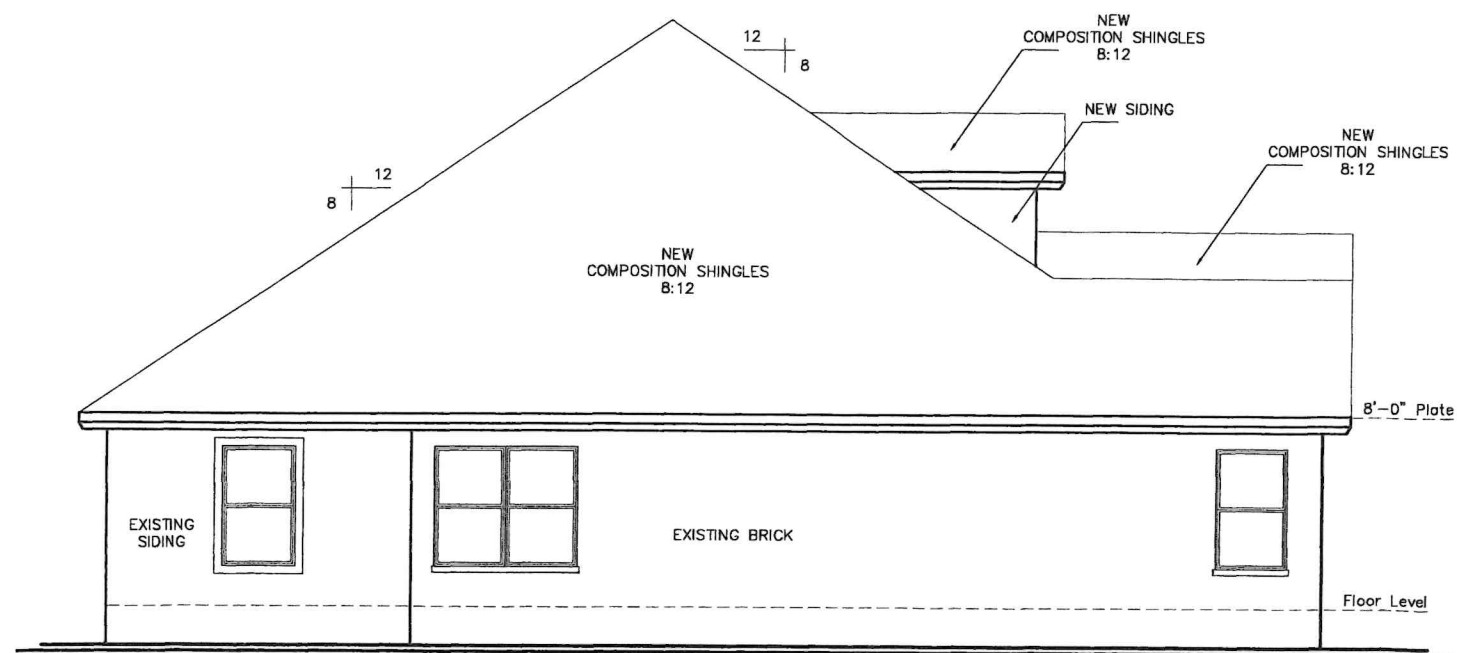 NEW
COMPOSITION SHINGLES
8:12
12
8
NEW SIDING
NEW
COMPOSITION SHINGLES
8:12
12
8
NEW
COMPOSITION SHINGLES
8:12
8'-0" Plate
EXISTING
SIDING
EXISTING BRICK
Floor Level